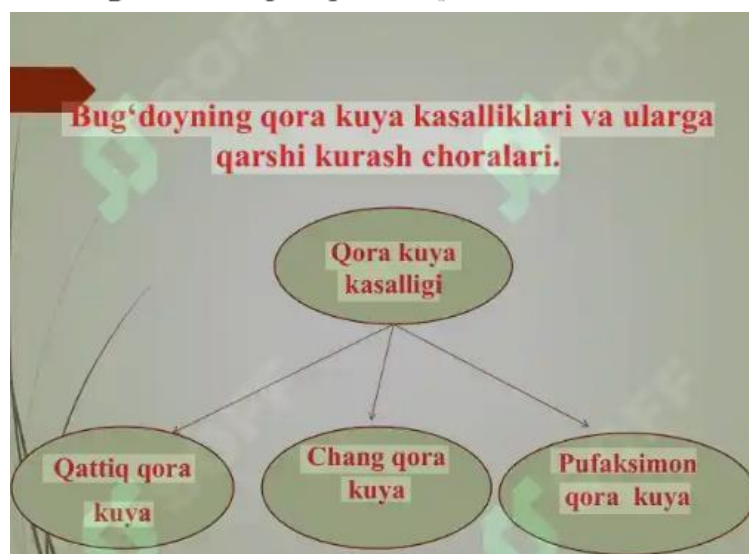 Bug‘doyning qora kuya kasalliklari va ularga
qarshi kurash choralari.
Qora kuya
kasalligi
Qattiq qora
kuya
Chang qora
kuya
Pufaksimon
qora kuya